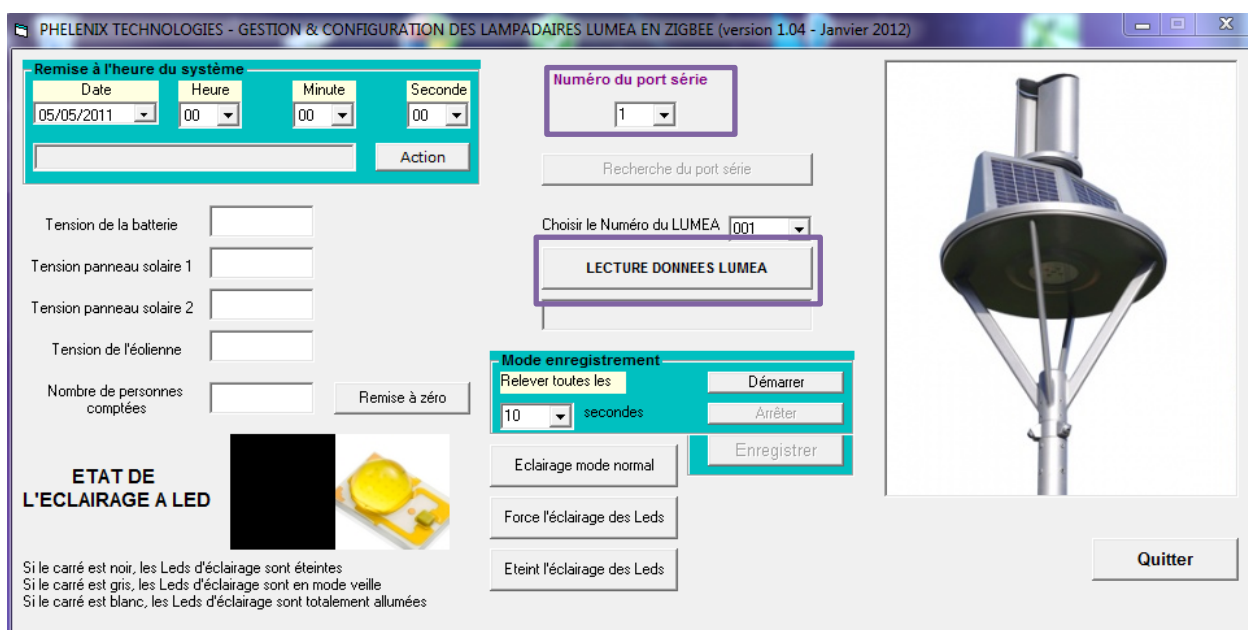 PHELENIX TECHNOLOGIES - GESTION & CONFIGURATION DES LAMPADAIRES LUMEA EN ZIGBEE (version 1.04 - Janvier 2012)
Remise à l'heure du système
Date Heure Minute Seconde
05/05/2011 00 00 00
Action
Numéro du port série
1
Recherche du port série
Tension de la batterie
Tension panneau solaire 1
Tension panneau solaire 2
Tension de l'éolienne
Nombre de personnes
comptées
Remise à zéro
Choisir le Numéro du LUMEA 001
LECTURE DONNEES LUMEA
Mode enregistrement
Relever toutes les
10 secondes
Démarrer
Arrêter
Enregistrer
ETAT DE
L'ECLAIRAGE A LED
Eclairage mode normal
Force l'éclairage des Leds
Eteint l'éclairage des Leds
Si le carré est noir, les Leds d'éclairage sont éteintes
Si le carré est gris, les Leds d'éclairage sont en mode veille
Si le carré est blanc, les Leds d'éclairage sont totalement allumées
Quitter